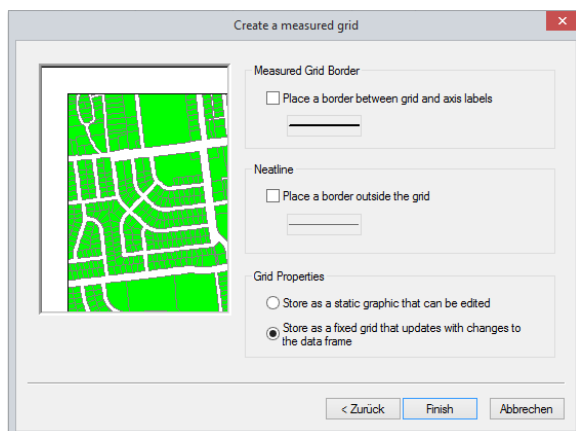 Create a measured grid
Measured Grid Border
Place a border between grid and axis labels
Neatline
Place a border outside the grid
Grid Properties
Store as a static graphic that can be edited
Store as a fixed grid that updates with changes to
the data frame
< Zurück
Finish
Abbrechen